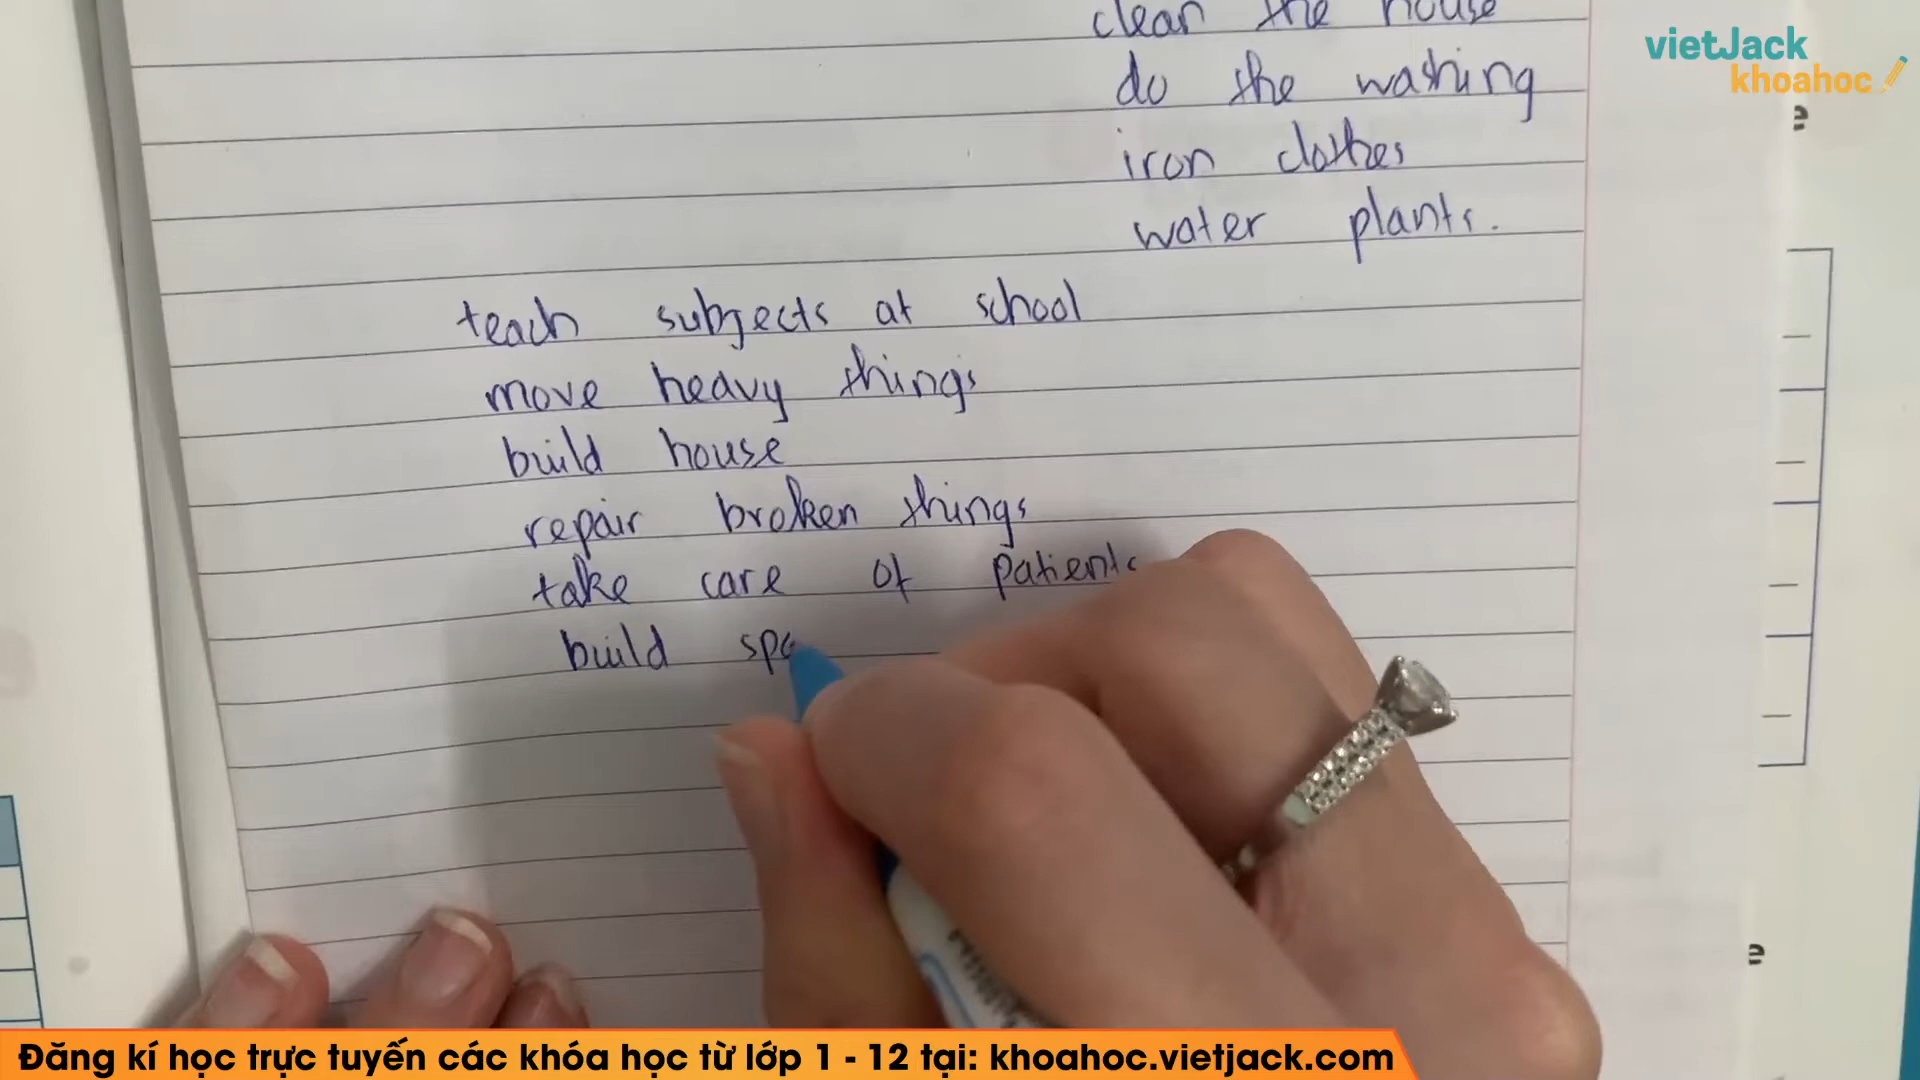 clean the house
do the washing
iron clothes
water plants.
teach subjects at school
move heavy things
build house
repair broken things
take care of patients
build spa
vietJack
khoahoc
Đăng kí học trực tuyến các khóa học từ lớp 1 - 12 tại: khoahoc.vietjack.com